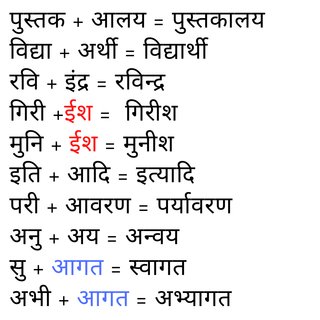 पुस्तक + आलय = पुस्तकालय
विद्या + अर्थी = विद्यार्थी
रवि + इंद्र = रविन्द्र
गिरी +ईश = गिरीश
मुनि + ईश = मुनीश
इति + आदि = इत्यादि
परी + आवरण = पर्यावरण
अनु + अय = अन्वय
सु + आगत = स्वागत
अभी + आगत = अभ्यागत